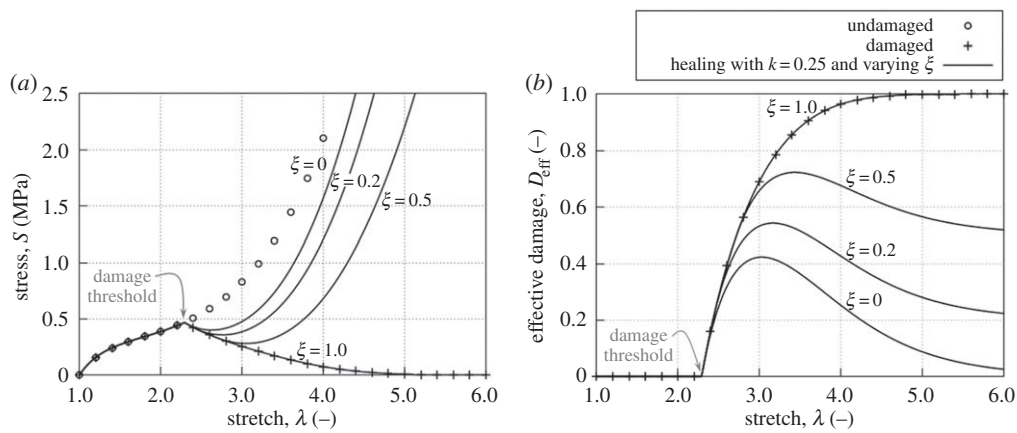 undamaged
damaged
healing with k = 0.25 and varying ξ
(a)
2.5
2.0
1.5
1.0
0.5
0
stress, S (MPa)
ξ = 0
ξ = 0.2
ξ = 0.5
damage
threshold
ξ = 1.0
1.0 2.0 3.0 4.0 5.0 6.0
stretch, λ (–)
(b)
1.0
0.8
0.6
0.4
0.2
0
effective damage, Deff (–)
ξ = 1.0
ξ = 0.5
ξ = 0.2
ξ = 0
damage
threshold
1.0 2.0 3.0 4.0 5.0 6.0
stretch, λ (–)